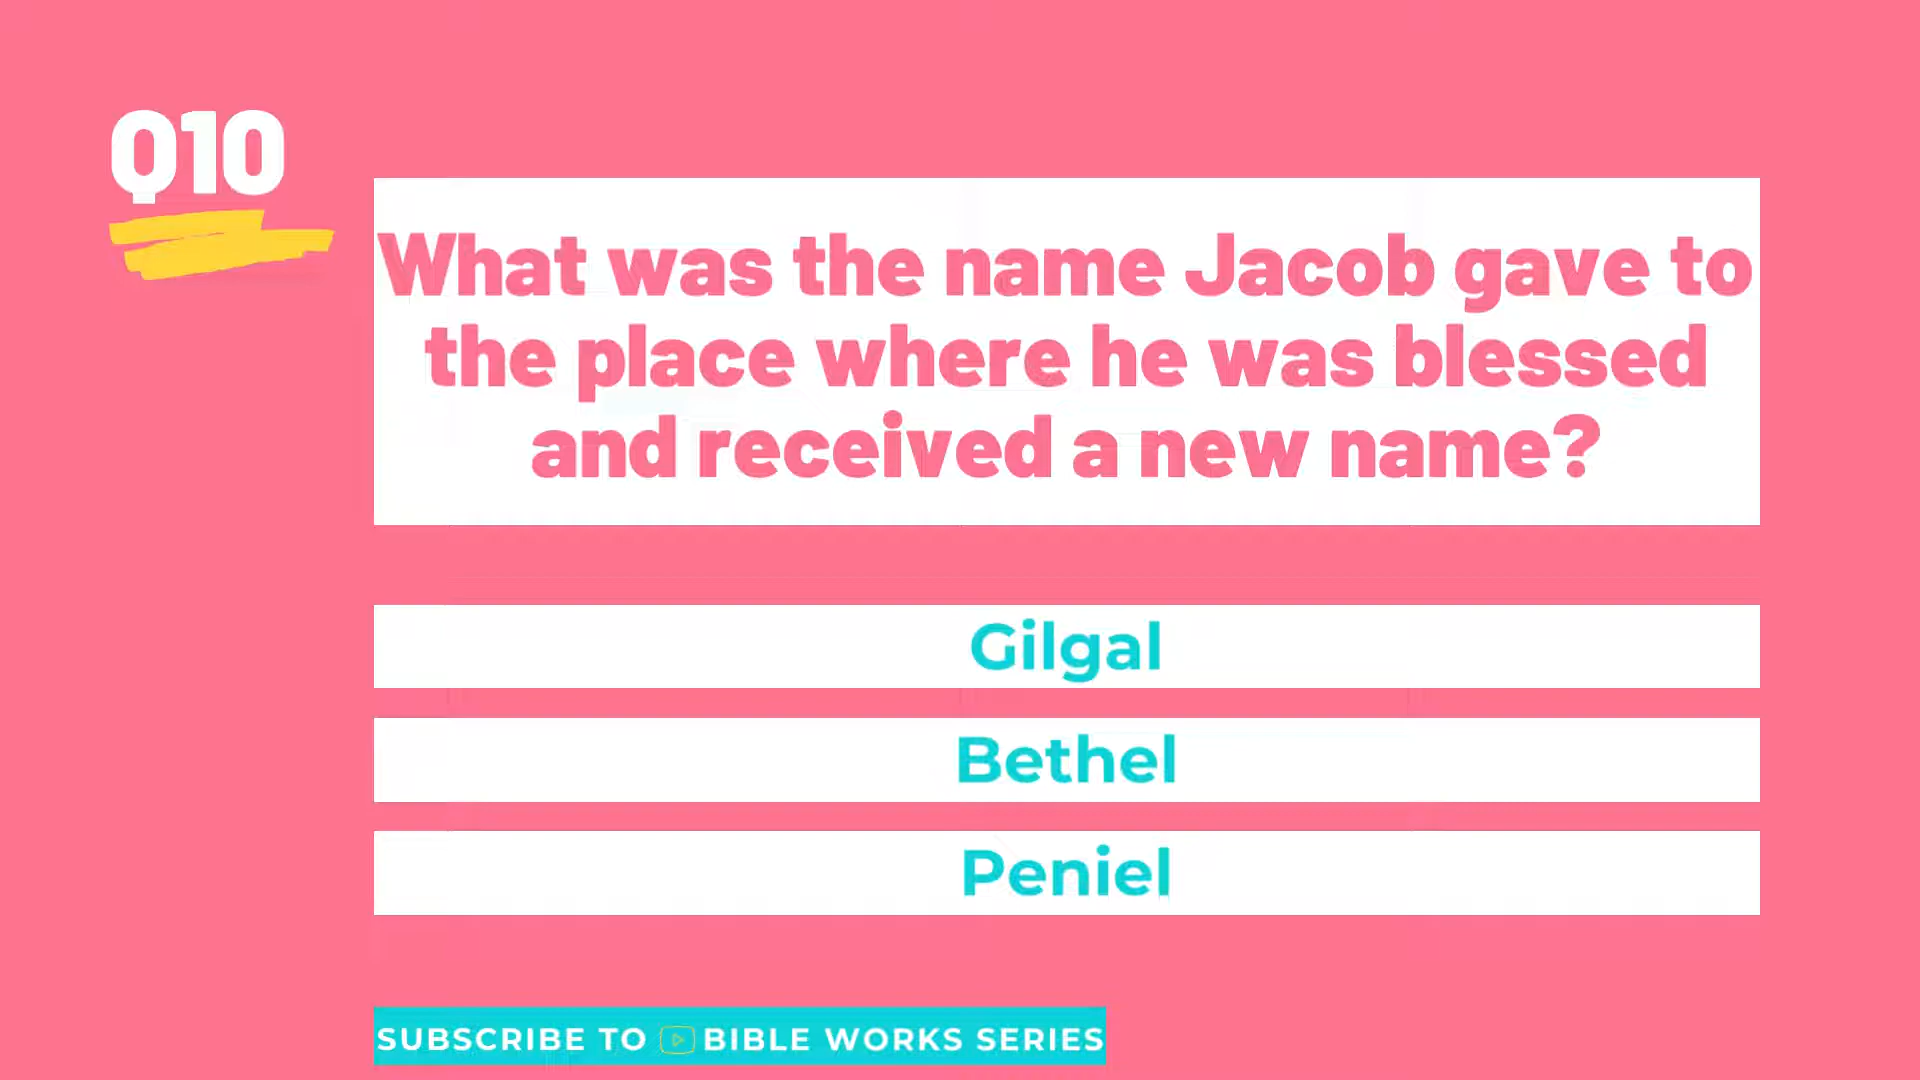 Q10
What was the name Jacob gave to
the place where he was blessed
and received a new name?
Gilgal
Bethel
Peniel
SUBSCRIBE TO BIBLE WORKS SERIES